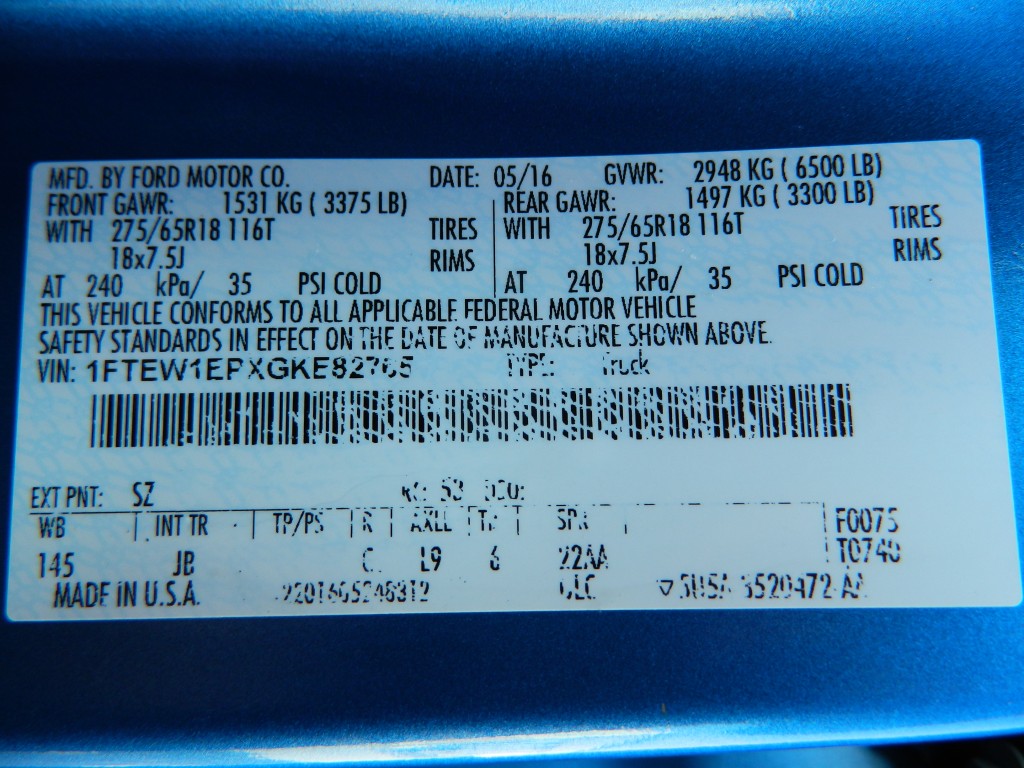 MFD. BY FORD MOTOR CO. DATE: 05/16 GVWR: 2948 KG ( 6500 LB)
FRONT GAWR: 1531 KG ( 3375 LB) REAR GAWR: 1497 KG ( 3300 LB)
WITH 275/65R18 116T TIRES WITH 275/65R18 116T TIRES
18x7.5J RIMS 18x7.5J RIMS
AT 240 kPa/ 35 PSI COLD AT 240 kPa/ 35 PSI COLD
THIS VEHICLE CONFORMS TO ALL APPLICABLE FEDERAL MOTOR VEHICLE
SAFETY STANDARDS IN EFFECT ON THE DATE OF MANUFACTURE SHOWN ABOVE.
VIN: 1FTEW1EPXGKE82765 TYPE: Truck
EXT PNT: SZ RC: 53 DSO:
WB INT TR TP/PS R AXLE TR SPR F0075
145 JB L9 6 22AA T0740
MADE IN U.S.A.